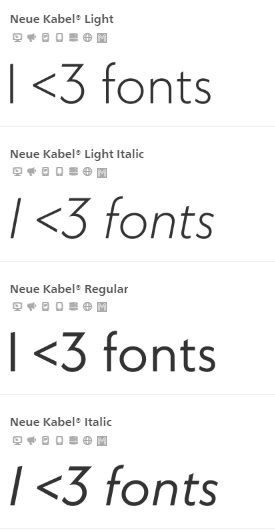 Neue Kabel® Light
I <3 fonts
Neue Kabel® Light Italic
I <3 fonts
Neue Kabel® Regular
I <3 fonts
Neue Kabel® Italic
I <3 fonts